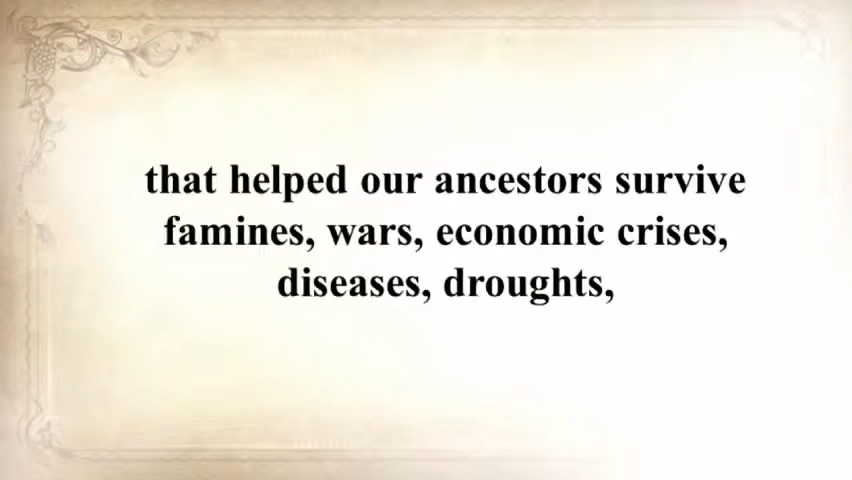 that helped our ancestors survive
famines, wars, economic crises,
diseases, droughts,